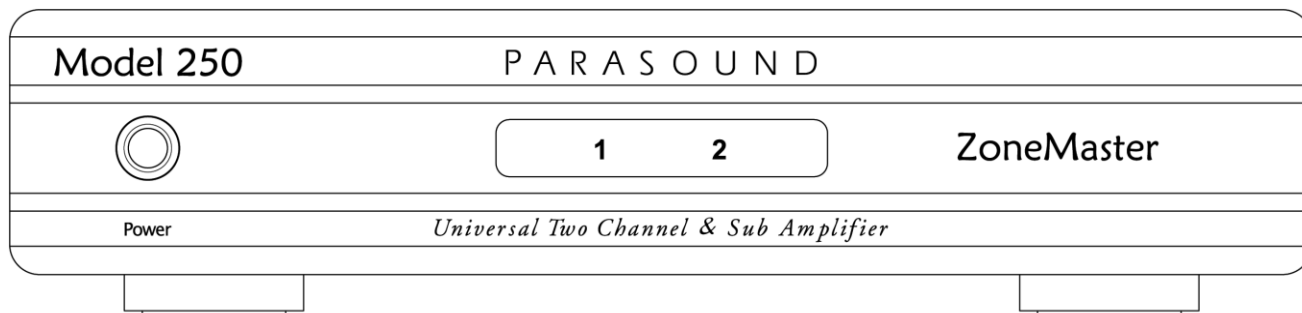 Model 250 PARASOUND
1 2 ZoneMaster
Power Universal Two Channel & Sub Amplifier